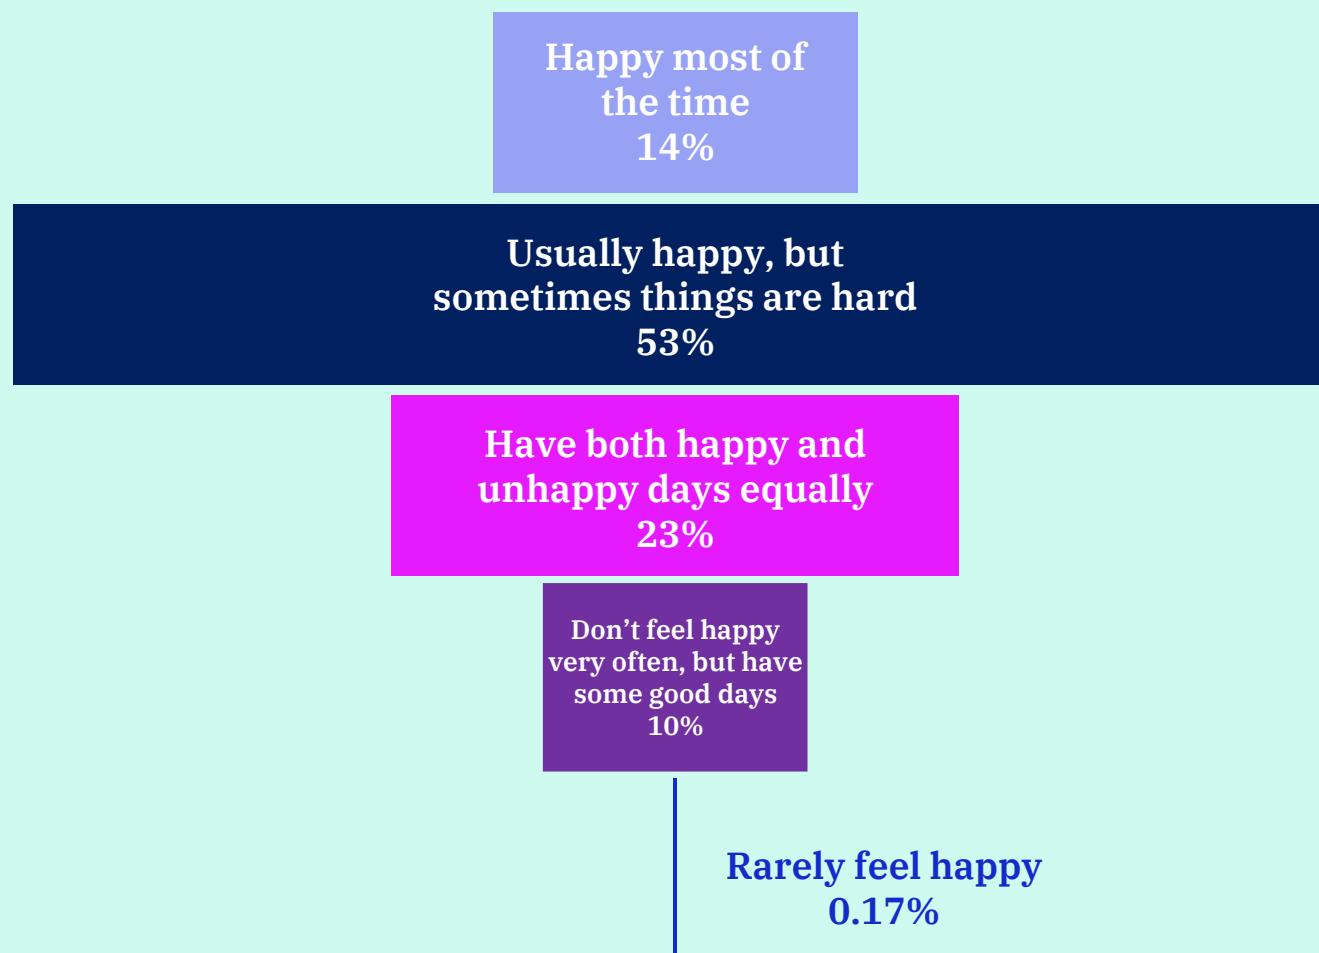 Happy most of
the time
14%
Usually happy, but
sometimes things are hard
53%
Have both happy and
unhappy days equally
23%
Don’t feel happy
very often, but have
some good days
10%
Rarely feel happy
0.17%